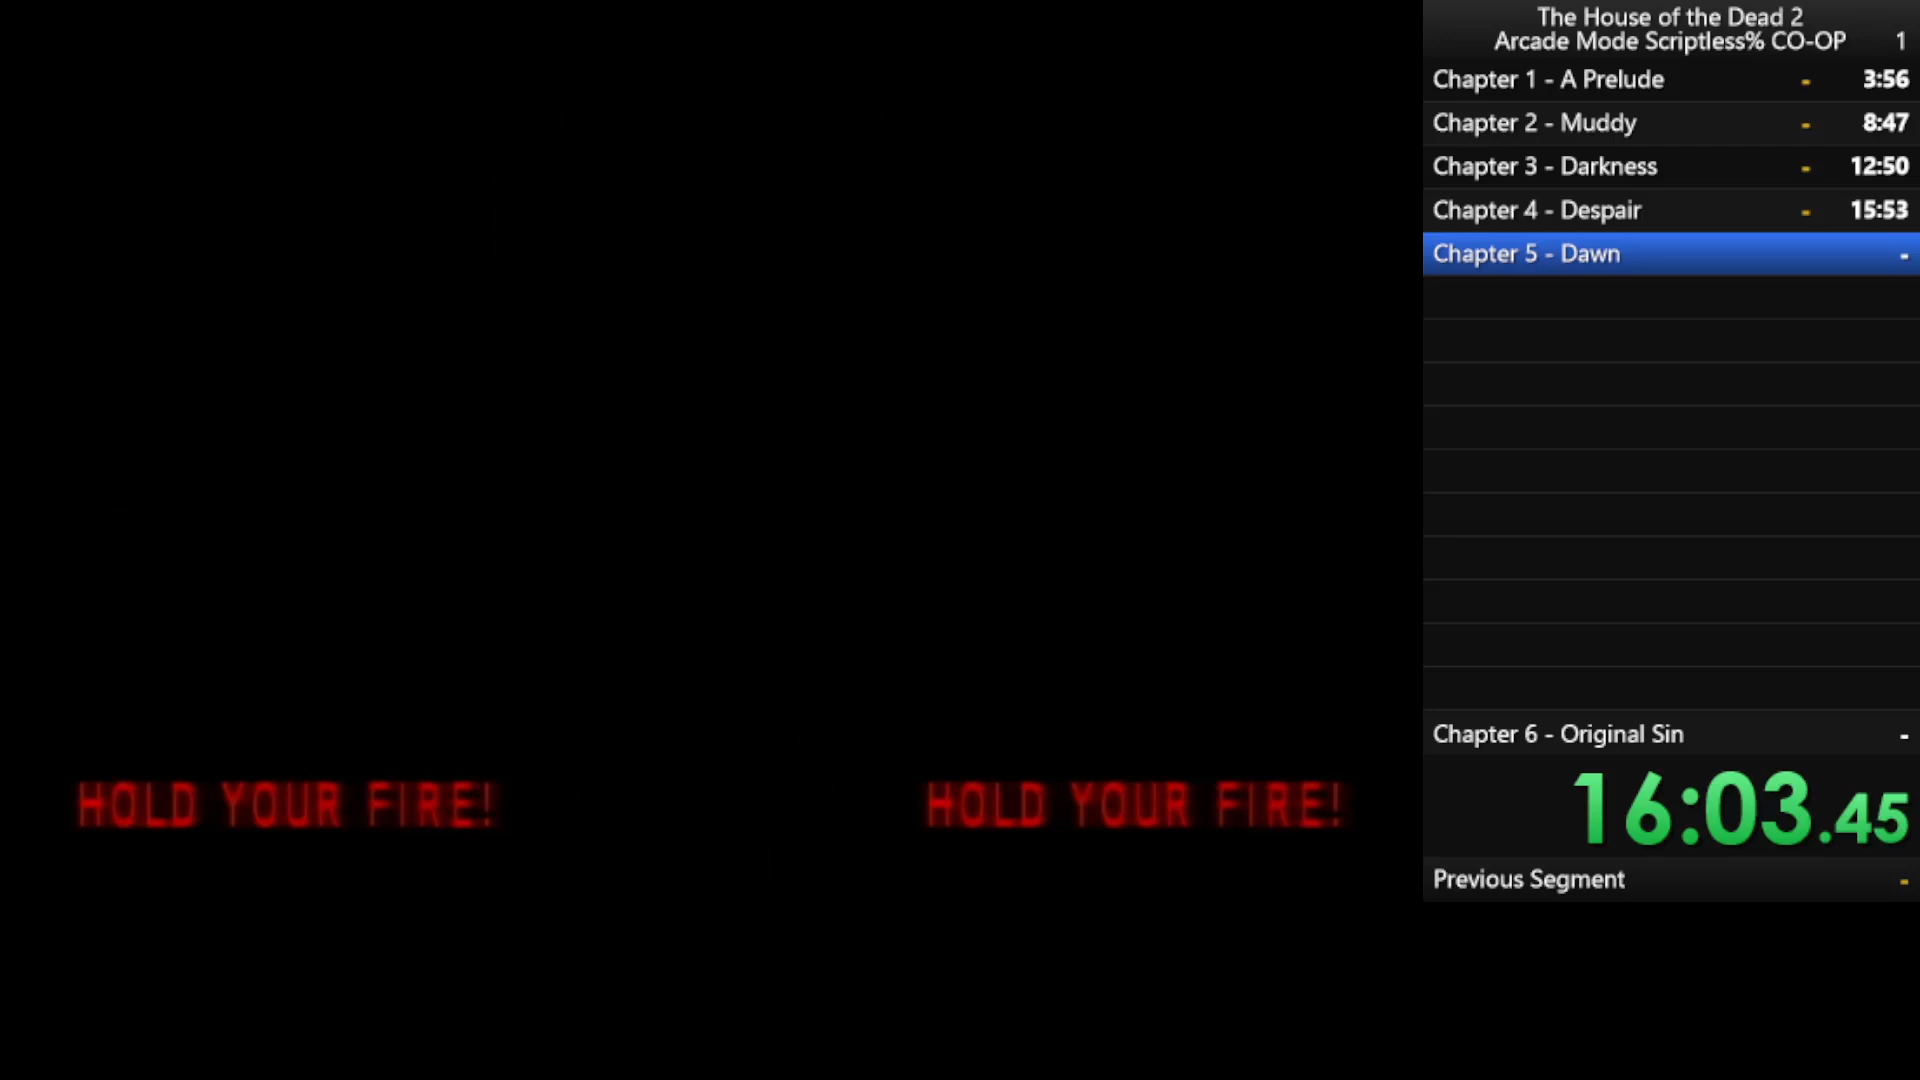 The House of the Dead 2
Arcade Mode Scriptless% CO-OP 1
Chapter 1 - A Prelude - 3:56
Chapter 2 - Muddy - 8:47
Chapter 3 - Darkness - 12:50
Chapter 4 - Despair - 15:53
Chapter 5 - Dawn -
Chapter 6 - Original Sin -
HOLD YOUR FIRE! HOLD YOUR FIRE!
16:03.45
Previous Segment -